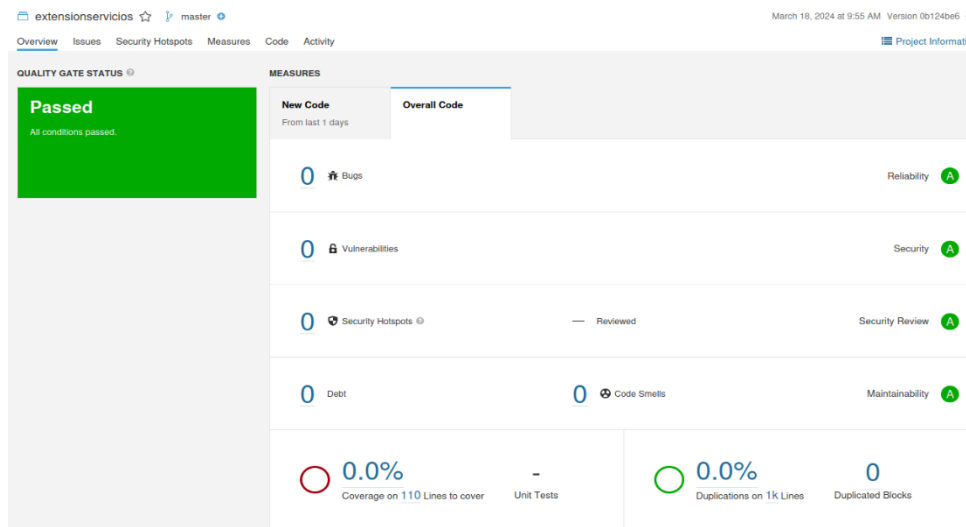 extensionservicios master March 18, 2024 at 9:55 AM Version 0b124be6
Overview Issues Security Hotspots Measures Code Activity Project Informati
QUALITY GATE STATUS MEASURES
Passed
All conditions passed.
New Code
From last 1 days
Overall Code
0 Bugs Reliability A
0 Vulnerabilities Security A
0 Security Hotspots — Reviewed Security Review A
0 Debt 0 Code Smells Maintainability A
0.0%
Coverage on 110 Lines to cover
-
Unit Tests
0.0%
Duplications on 1k Lines
0
Duplicated Blocks